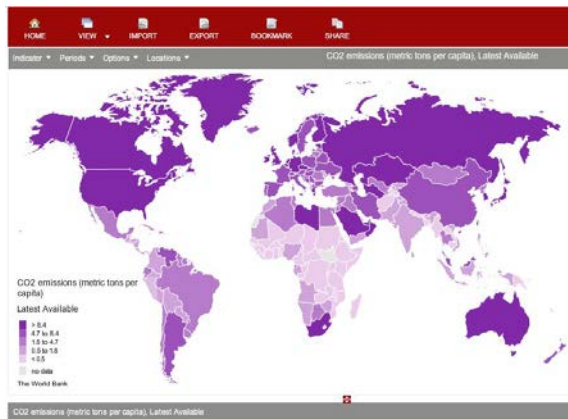 HOME VIEW IMPORT EXPORT BOOKMARK SHARE
Indicator Periods Options Locations CO2 emissions (metric tons per capita), Latest Available
CO2 emissions (metric tons per
capita)
Latest Available
> 8.4
4.7 to 8.4
1.6 to 4.7
0.5 to 1.6
< 0.5
no data
The World Bank
CO2 emissions (metric tons per capita), Latest Available